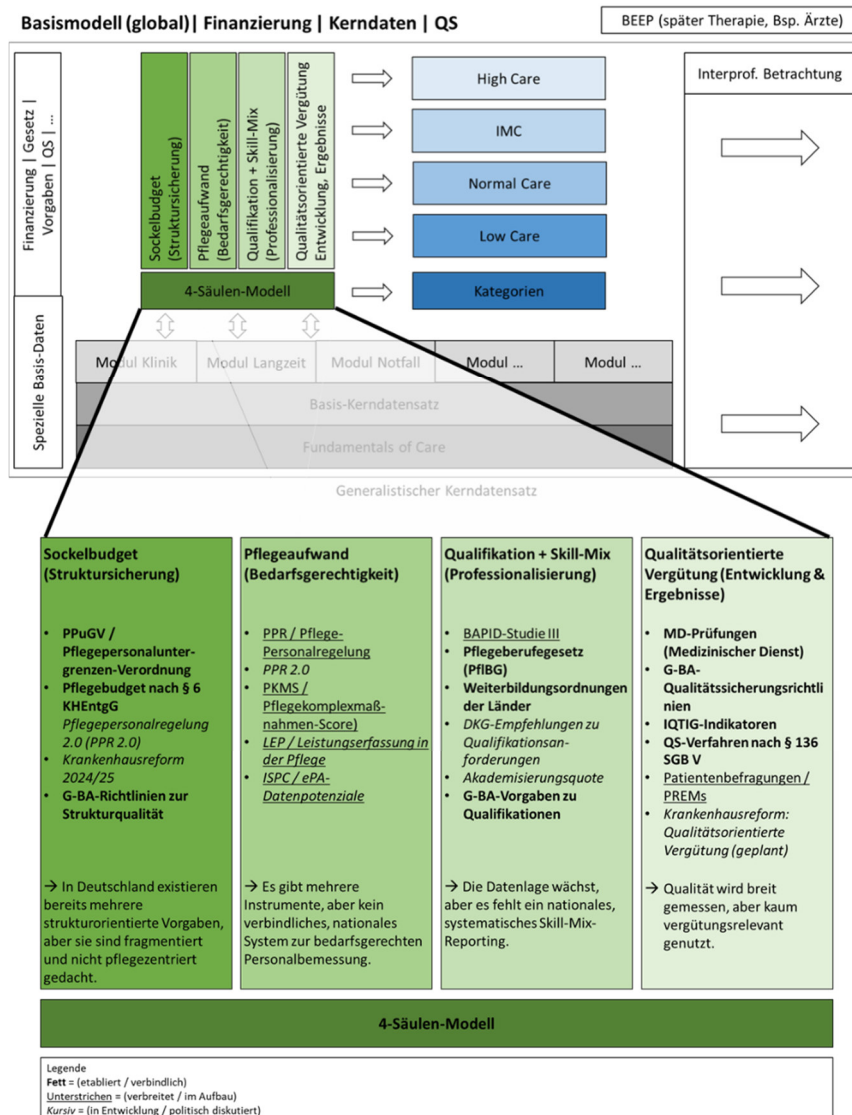 Basismodell (global)| Finanzierung | Kerndaten | QS
BEEP (später Therapie, Bsp. Ärzte)
Finanzierung | Gesetz |
Vorgaben | QS | ...
Sockelbudget
(Struktursicherung)
Pflegeaufwand
(Bedarfsgerechtigkeit)
Qualifikation + Skill-Mix
(Professionalisierung)
Qualitätsorientierte Vergütung
Entwicklung, Ergebnisse
High Care
IMC
Normal Care
Low Care
Kategorien
Interprof. Betrachtung
4-Säulen-Modell
Spezielle Basis-Daten
Modul Klinik
Modul Langzeit
Modul Notfall
Modul ...
Modul ...
Basis-Kerndatensatz
Fundamentals of Care
Generalistischer Kerndatensatz
Sockelbudget
(Struktursicherung)
• PPuGV /
Pflegepersonalunter-
grenzen-Verordnung
• Pflegebudget nach § 6
KHEntgG
Pflegepersonalregelung
2.0 (PPR 2.0)
• Krankenhausreform
2024/25
• G-BA-Richtlinien zur
Strukturqualität
→ In Deutschland existieren
bereits mehrere
strukturorientierte Vorgaben,
aber sie sind fragmentiert
und nicht pflegezentriert
gedacht.
Pflegeaufwand
(Bedarfsgerechtigkeit)
• PPR / Pflege-
Personalregelung
• PPR 2.0
• PKMS /
Pflegekomplexmaß-
nahmen-Score)
• LEP / Leistungserfassung in
der Pflege
• ISPC / ePA-
Datenpotenziale
→ Es gibt mehrere
Instrumente, aber kein
verbindliches, nationales
System zur bedarfsgerechten
Personalbemessung.
Qualifikation + Skill-Mix
(Professionalisierung)
• BAPID-Studie III
• Pflegeberufegesetz
(PflBG)
• Weiterbildungsordnungen
der Länder
• DKG-Empfehlungen zu
Qualifikationsan-
forderungen
• Akademisierungsquote
• G-BA-Vorgaben zu
Qualifikationen
→ Die Datenlage wächst,
aber es fehlt ein nationales,
systematisches Skill-Mix-
Reporting.
Qualitätsorientierte
Vergütung (Entwicklung &
Ergebnisse)
• MD-Prüfungen
(Medizinischer Dienst)
• G-BA-
Qualitätssicherungsrichtli
nien
• IQTIG-Indikatoren
• QS-Verfahren nach § 136
SGB V
• Patientenbefragungen /
PREMs
• Krankenhausreform:
Qualitätsorientierte
Vergütung (geplant)
→ Qualität wird breit
gemessen, aber kaum
vergütungsrelevant
genutzt.
4-Säulen-Modell
Legende
Fett = (etabliert / verbindlich)
Unterstrichen = (verbreitet / im Aufbau)
Kursiv = (in Entwicklung / politisch diskutiert)